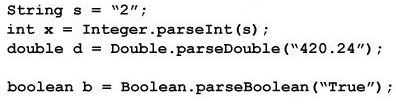 String s = “2”;
int x = Integer.parseInt(s);
double d = Double.parseDouble(“420.24”);
boolean b = Boolean.parseBoolean(“True”);